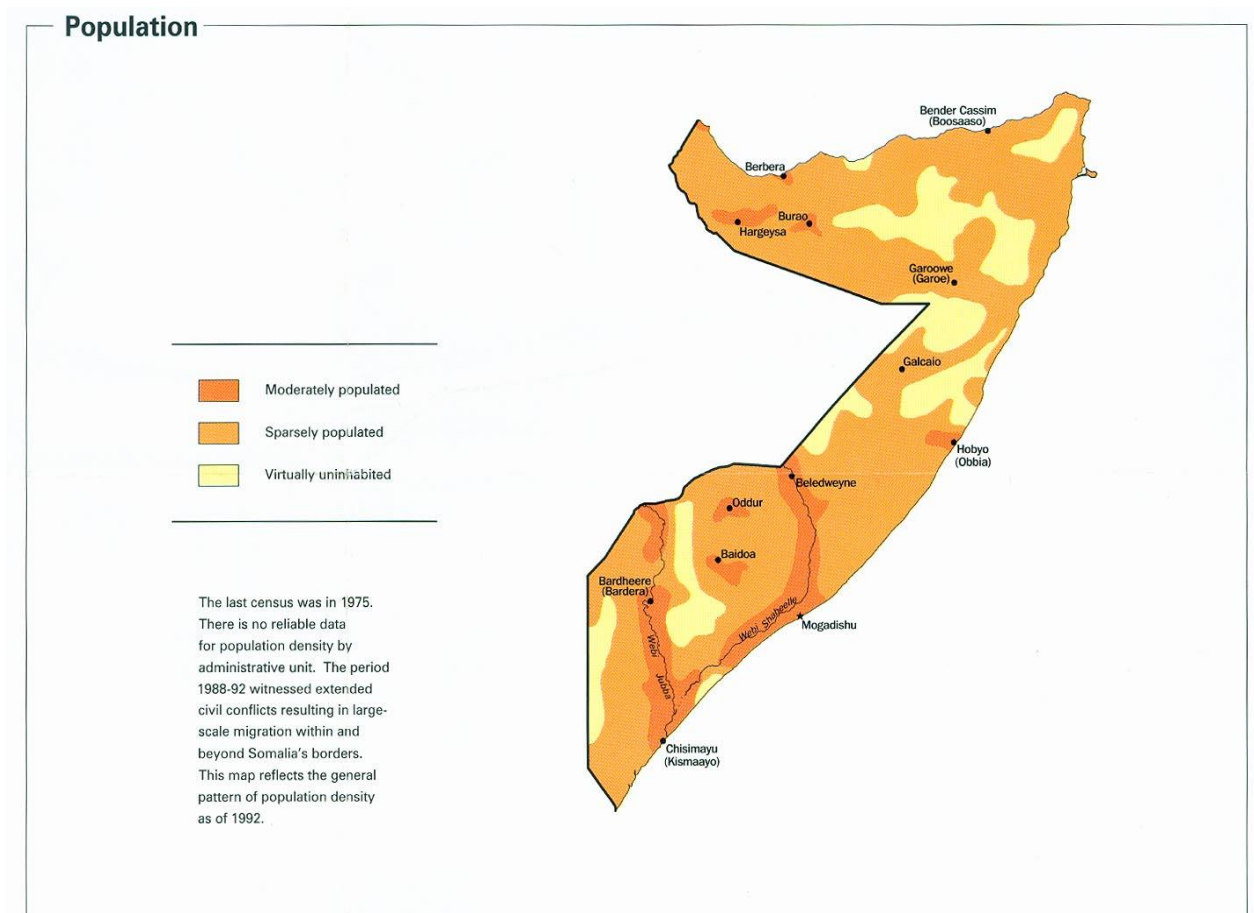 Population
Bender Cassim
(Boosaaso)
Berbera
Burao
Hargeysa
Garoowe
(Garoe)
Galcaio
Hobyo
(Obbia)
Beledweyne
Oddur
Baidoa
Bardheere
(Bardera)
Webi Shabeelle
Mogadishu
Webi Jubba
Chisimayu
(Kismaayo)
Moderately populated
Sparsely populated
Virtually uninhabited
The last census was in 1975.
There is no reliable data
for population density by
administrative unit. The period
1988-92 witnessed extended
civil conflicts resulting in large-
scale migration within and
beyond Somalia's borders.
This map reflects the general
pattern of population density
as of 1992.